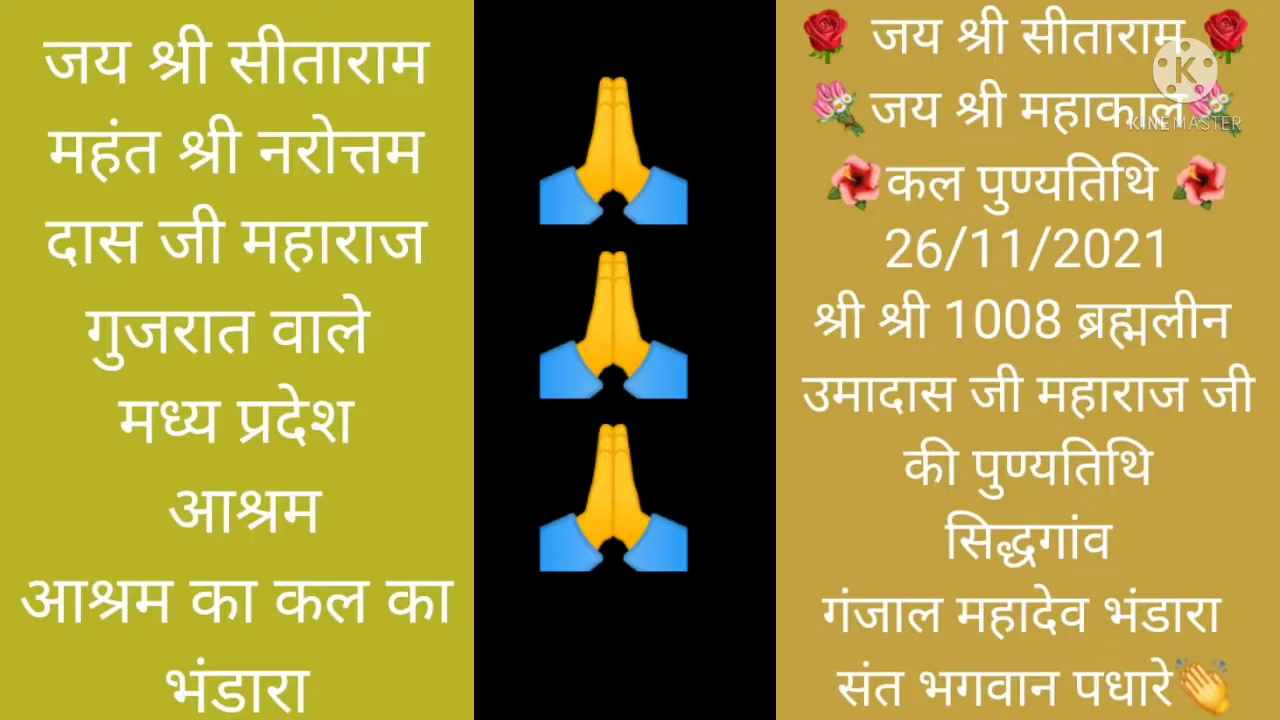 जय श्री सीताराम
महंत श्री नरोत्तम
दास जी महाराज
गुजरात वाले
मध्य प्रदेश
आश्रम
आश्रम का कल का
भंडारा
जय श्री सीताराम
जय श्री महाकाल
KINEMASTER
कल पुण्यतिथि
26/11/2021
श्री श्री 1008 ब्रह्मलीन
उमादास जी महाराज जी
की पुण्यतिथि
सिद्धगांव
गंजाल महादेव भंडारा
संत भगवान पधारे